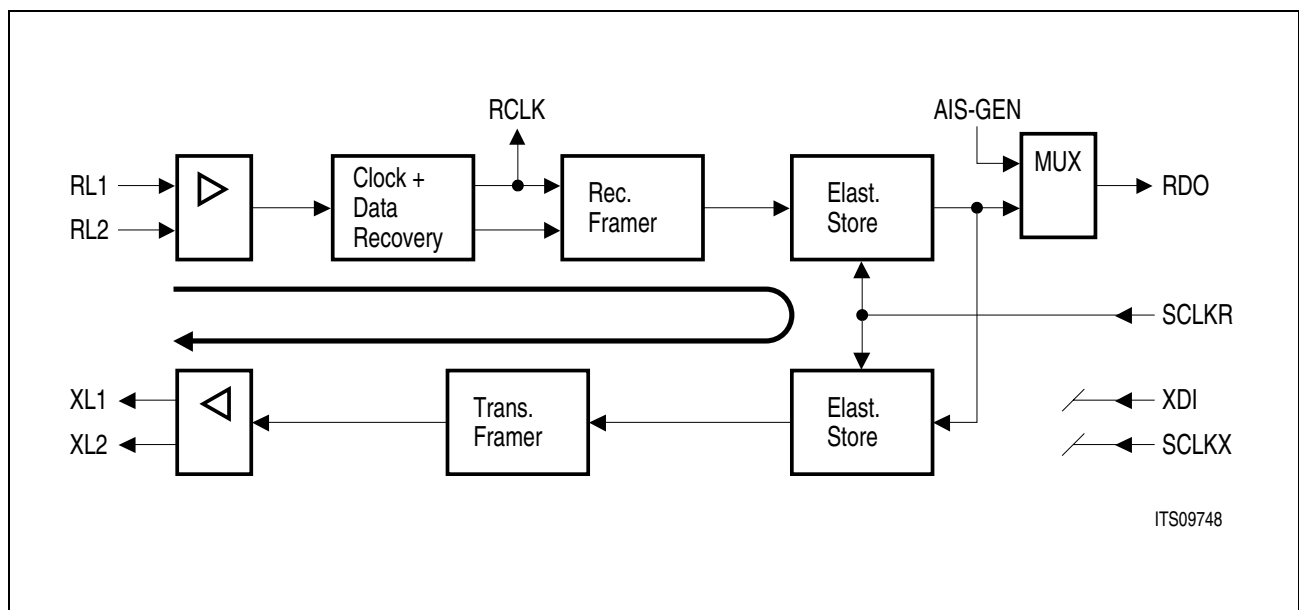 RCLK
AIS-GEN
RL1
RL2
Clock +
Data
Recovery
Rec.
Framer
Elast.
Store
MUX
RDO
SCLKR
XL1
XL2
Trans.
Framer
Elast.
Store
XDI
SCLKX
ITS09748